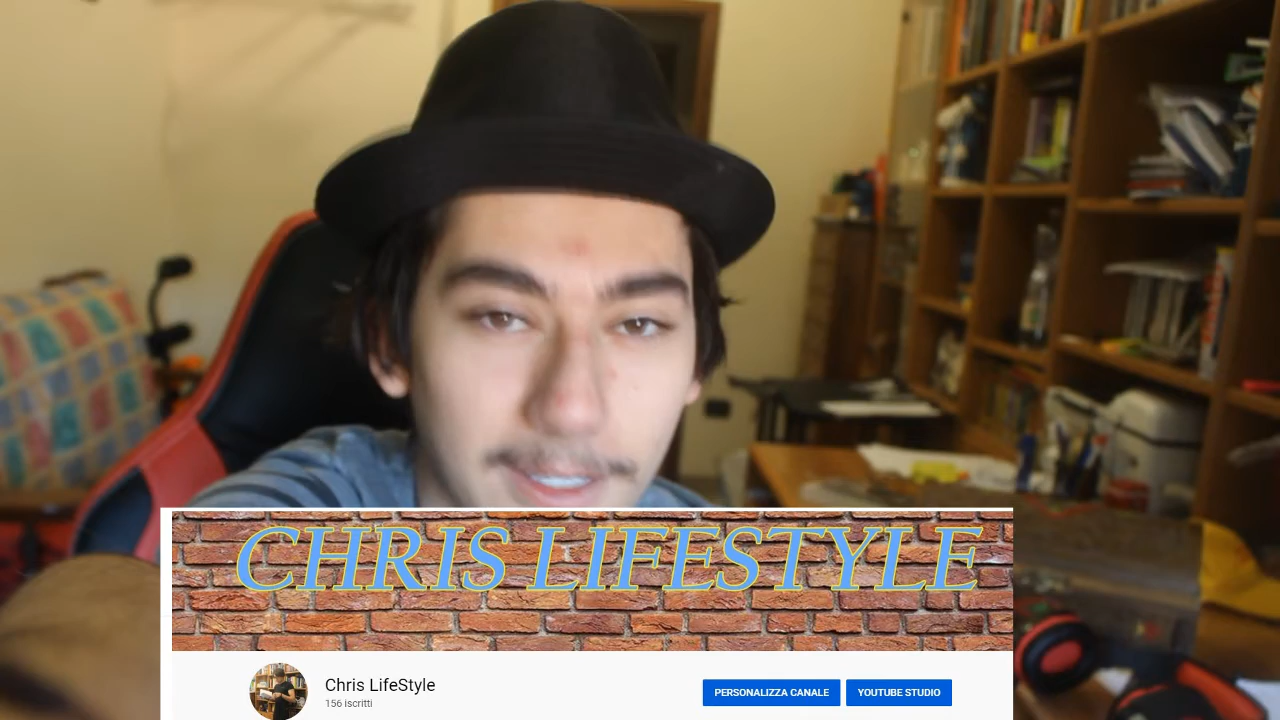 CHRIS LIFESTYLE
Chris LifeStyle
156 iscritti
PERSONALIZZA CANALE
YOUTUBE STUDIO